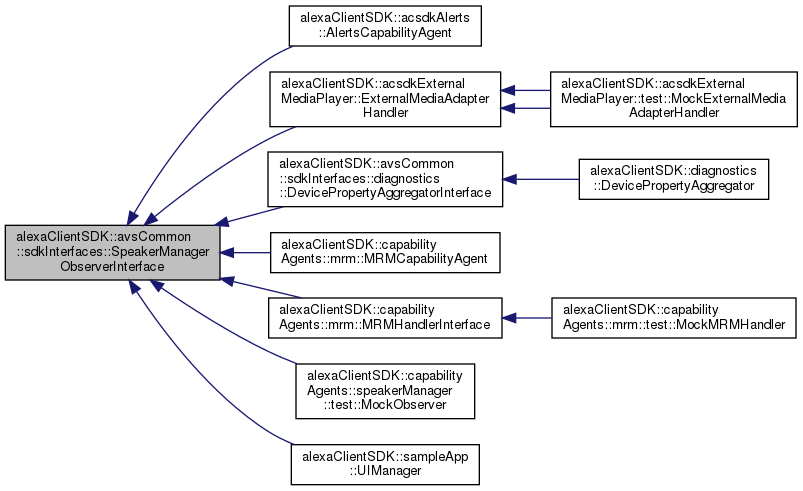 alexaClientSDK::acsdkAlerts
::AlertsCapabilityAgent
alexaClientSDK::acsdkExternal
MediaPlayer::ExternalMediaAdapter
Handler
alexaClientSDK::acsdkExternal
MediaPlayer::test::MockExternalMedia
AdapterHandler
alexaClientSDK::avsCommon
::sdkInterfaces::diagnostics
::DevicePropertyAggregatorInterface
alexaClientSDK::diagnostics
::DevicePropertyAggregator
alexaClientSDK::avsCommon
::sdkInterfaces::SpeakerManager
ObserverInterface
alexaClientSDK::capability
Agents::mrm::MRMCapabilityAgent
alexaClientSDK::capability
Agents::mrm::MRMHandlerInterface
alexaClientSDK::capability
Agents::mrm::test::MockMRMHandler
alexaClientSDK::capability
Agents::speakerManager
::test::MockObserver
alexaClientSDK::sampleApp
::UIManager